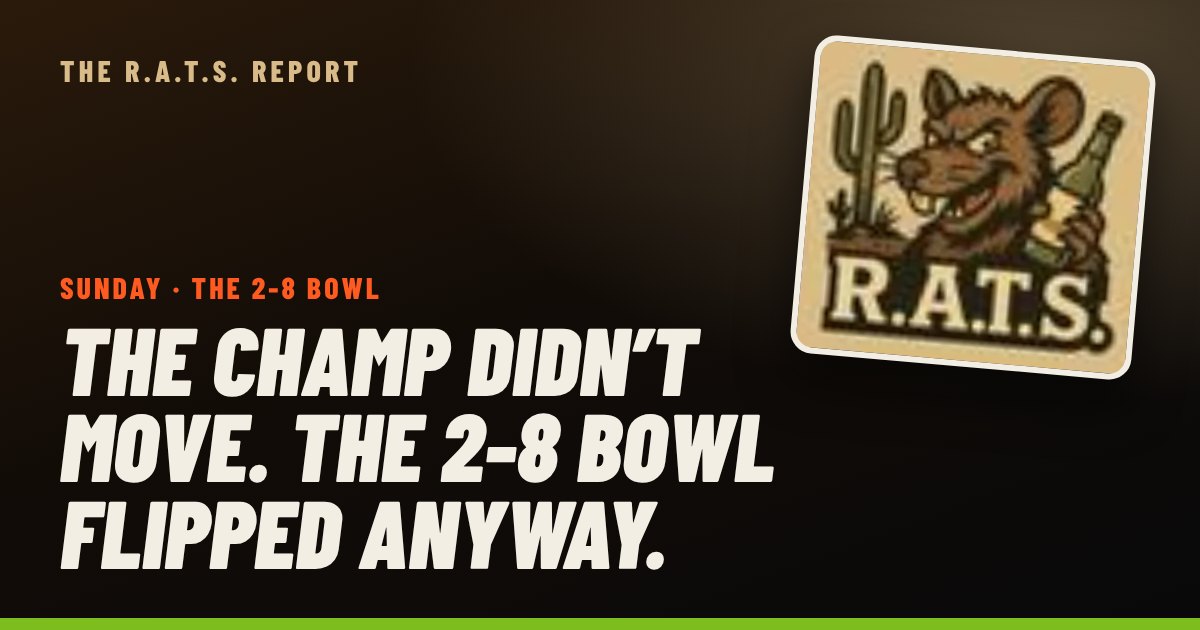 THE R.A.T.S. REPORT
R.A.T.S.
SUNDAY · THE 2-8 BOWL
THE CHAMP DIDN’T
MOVE. THE 2-8 BOWL
FLIPPED ANYWAY.